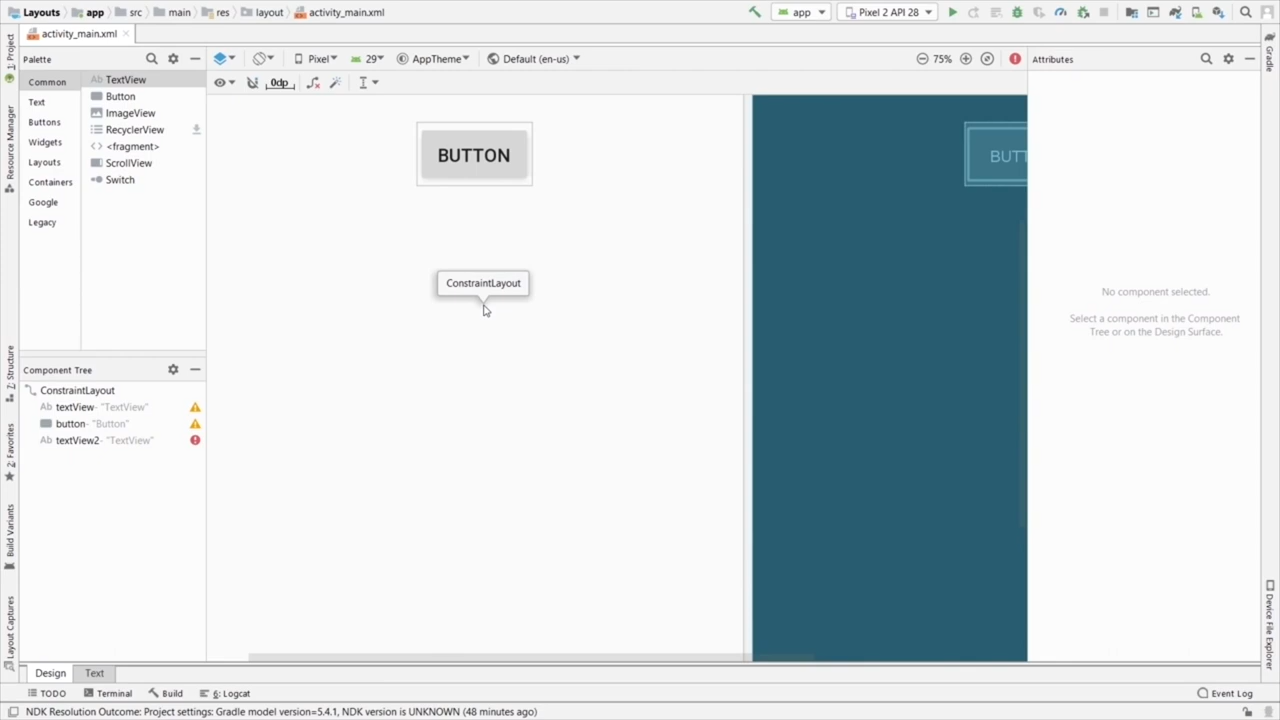 Layouts app src main res layout activity_main.xml app Pixel 2 API 28
activity_main.xml
Palette Pixel 29 AppTheme Default (en-us) 75% Attributes
Common
Text
Buttons
Widgets
Layouts
Containers
Google
Legacy
Ab TextView
Button
ImageView
RecyclerView
<fragment>
ScrollView
Switch
0dp
BUTTON
BUTT
ConstraintLayout
No component selected.
Select a component in the Component
Tree or on the Design Surface.
Component Tree
ConstraintLayout
Ab textView- "TextView"
button- "Button"
Ab textView2- "TextView"
1: Project
Resource Manager
7: Structure
2: Favorites
Build Variants
Layout Captures
Gradle
Device File Explorer
Design Text
TODO Terminal Build 6: Logcat Event Log
NDK Resolution Outcome: Project settings: Gradle model version=5.4.1, NDK version is UNKNOWN (48 minutes ago)